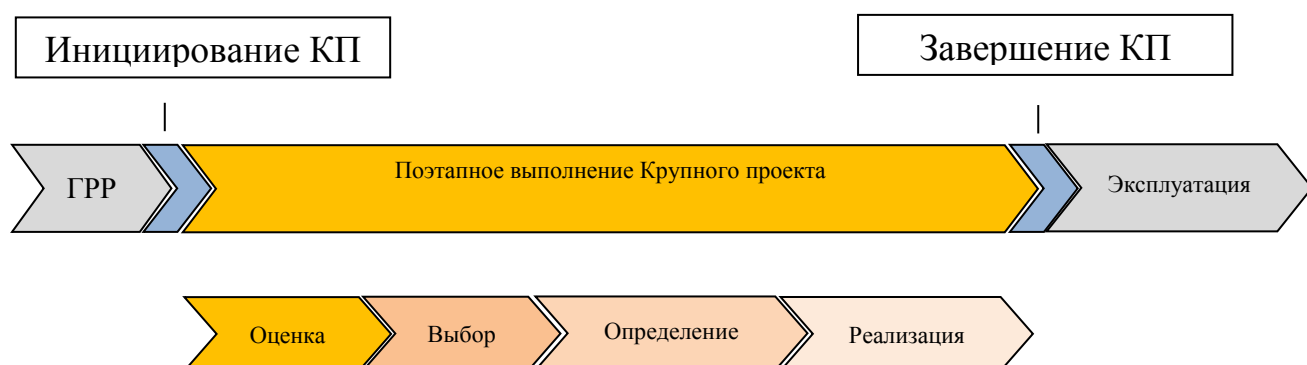 Инициирование КП
Завершение КП
ГРР
Поэтапное выполнение Крупного проекта
Эксплуатация
Оценка
Выбор
Определение
Реализация